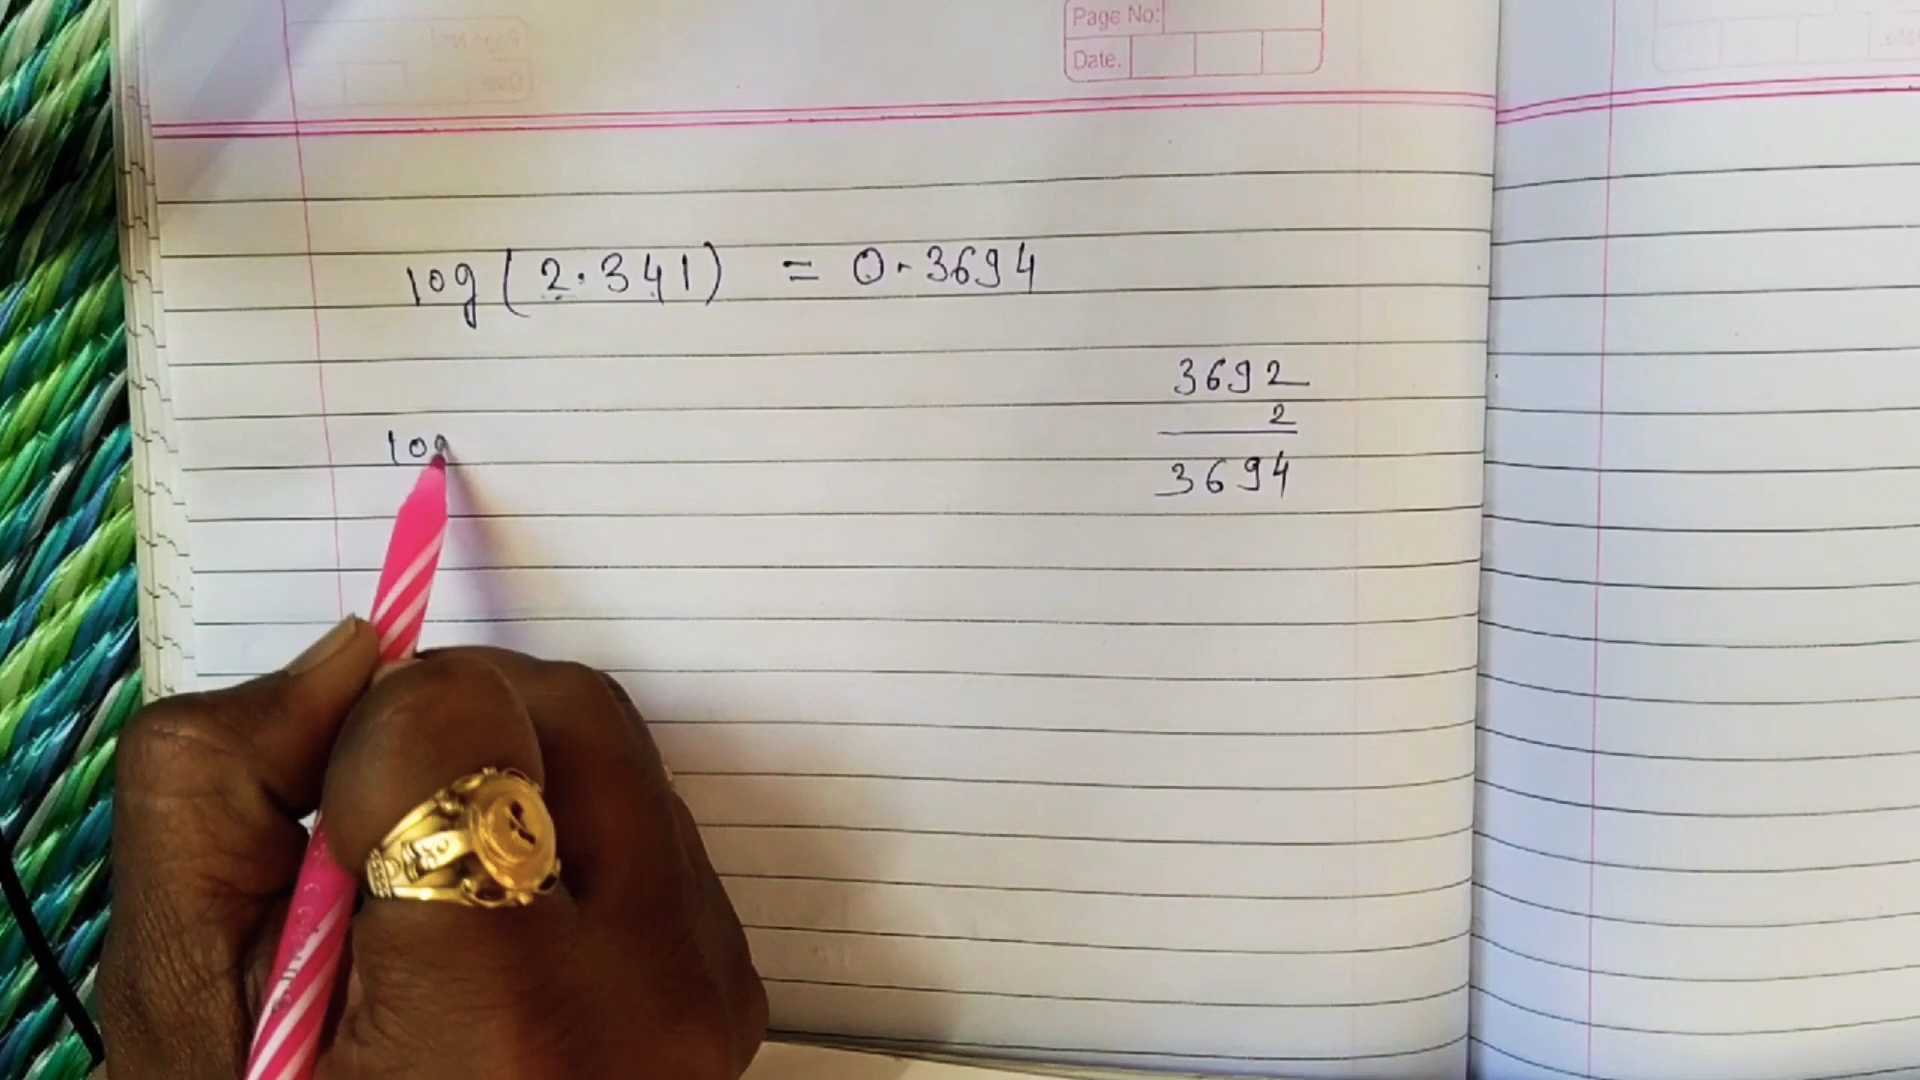 Page No:
Date.
log(2.341) = 0.3694
3692
2
3694
log